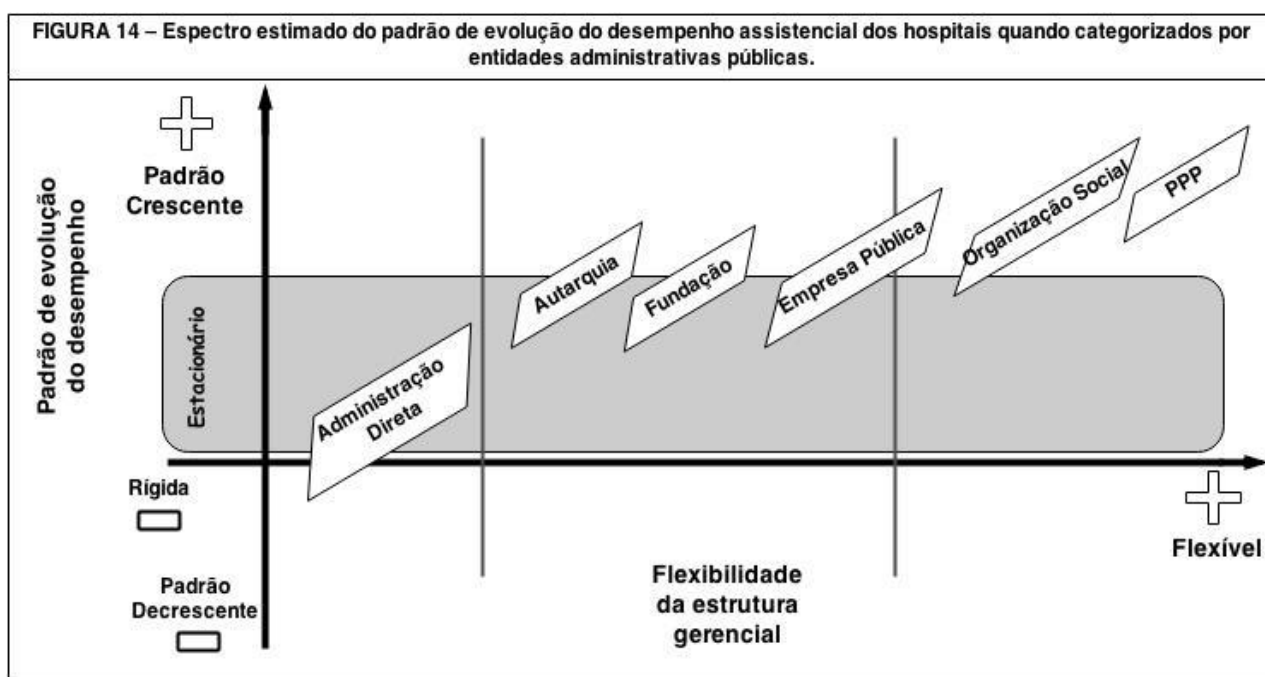 FIGURA 14 – Espectro estimado do padrão de evolução do desempenho assistencial dos hospitais quando categorizados por
entidades administrativas públicas.
Padrão de evolução
do desempenho
Padrão
Crescente
Estacionário
Administração
Direta
Autarquia
Fundação
Empresa Pública
Organização Social
PPP
Rígida
Flexível
Padrão
Decrescente
Flexibilidade
da estrutura
gerencial